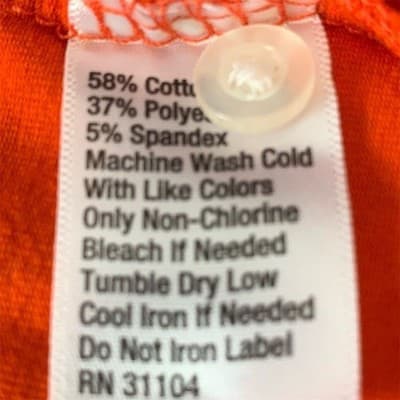 58% Cott
37% Polye
5% Spandex
Machine Wash Cold
With Like Colors
Only Non-Chlorine
Bleach If Needed
Tumble Dry Low
Cool Iron If Needed
Do Not Iron Label
RN 31104